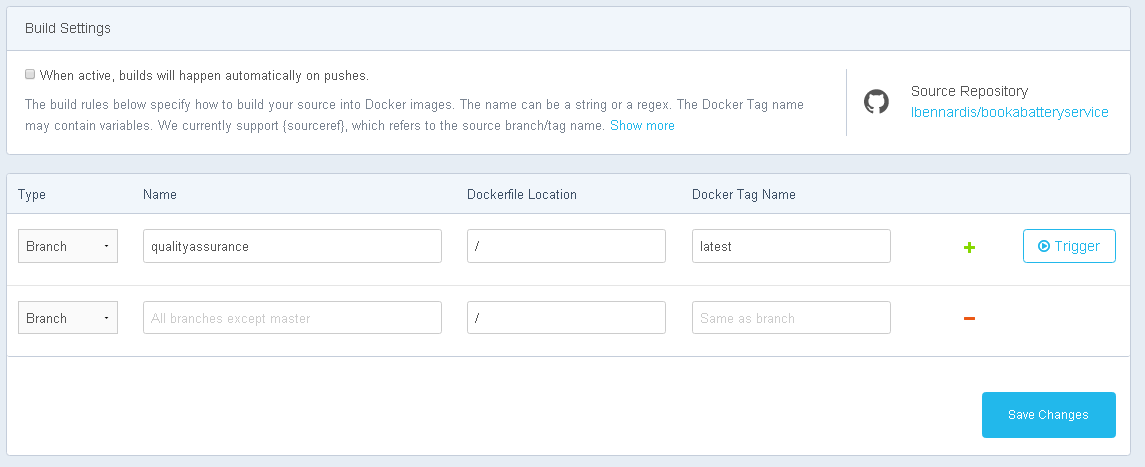 Build Settings
When active, builds will happen automatically on pushes.
The build rules below specify how to build your source into Docker images. The name can be a string or a regex. The Docker Tag name
may contain variables. We currently support {sourceref}, which refers to the source branch/tag name. Show more
Source Repository
lbennardis/bookabatteryservice
Type Name Dockerfile Location Docker Tag Name
Branch qualityassurance / latest Trigger
Branch All branches except master / Same as branch
Save Changes